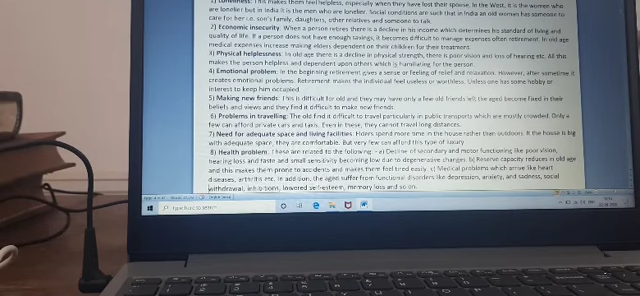 1) Loneliness: This makes them feel helpless, especially when they have lost their spouse. In the West, it is the women who
are lonelier but in India it is the men who are lonelier. Social conditions are such that in India an old woman has someone to
care for her i.e. son's family, daughters, other relatives and someone to talk.
2) Economic insecurity: When a person retires there is a decline in his income which determines his standard of living and
quality of life. If a person does not have enough savings, it becomes difficult to manage expenses often retirement. In old age
medical expenses increase making elders dependent on their children for their treatment.
3) Physical helplessness: In old age there is a decline in physical strength, there is poor vision and loss of hearing etc. All this
makes the person helpless and dependent upon others which is humiliating for the person.
4) Emotional problem: In the beginning retirement gives a sense or feeling of relief and relaxation. However, after sometime it
creates emotional problems. Retirement makes the individual feel useless or worthless. Unless one has some hobby or
interest to keep him occupied.
5) Making new friends: This is difficult for old and they may have only a few old friends left the aged become fixed in their
beliefs and views and they find it difficult to make new friends.
6) Problems in travelling: The old find it difficult to travel particularly in public transports which are mostly crowded. Only a
few can afford private cars and taxis. Even in these, they cannot travel long distances.
7) Need for adequate space and living facilities: Elders spend more time in the house rather than outdoors. If the house is big
with adequate space, they are comfortable. But very few can afford this type of luxury
8) Health problem: These are related to the following - a) Decline of secondary and motor functioning like poor vision,
hearing loss and taste and small sensitivity becoming low due to degenerative changes. b) Reserve capacity reduces in old age
and this makes them prone to accidents and makes them feel tired easily. c) Medical problems which arise like heart
diseases, arthritis etc. In addition, the ages suffer from functional disorders like depression, anxiety, and sadness, social
withdrawal, inhibitions, lowered self-esteem, memory loss and so on.
Type here to search